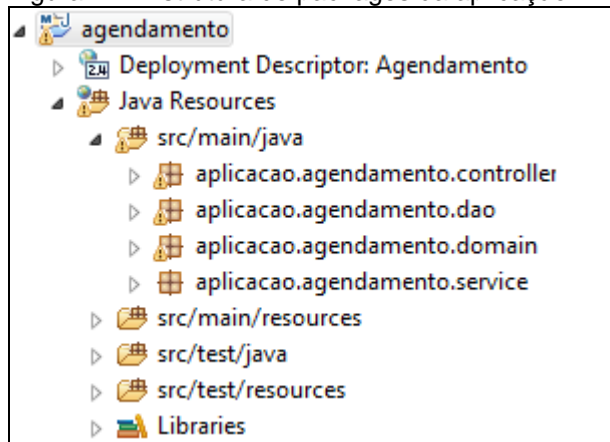 agendamento
Deployment Descriptor: Agendamento
Java Resources
src/main/java
aplicacao.agendamento.controller
aplicacao.agendamento.dao
aplicacao.agendamento.domain
aplicacao.agendamento.service
src/main/resources
src/test/java
src/test/resources
Libraries